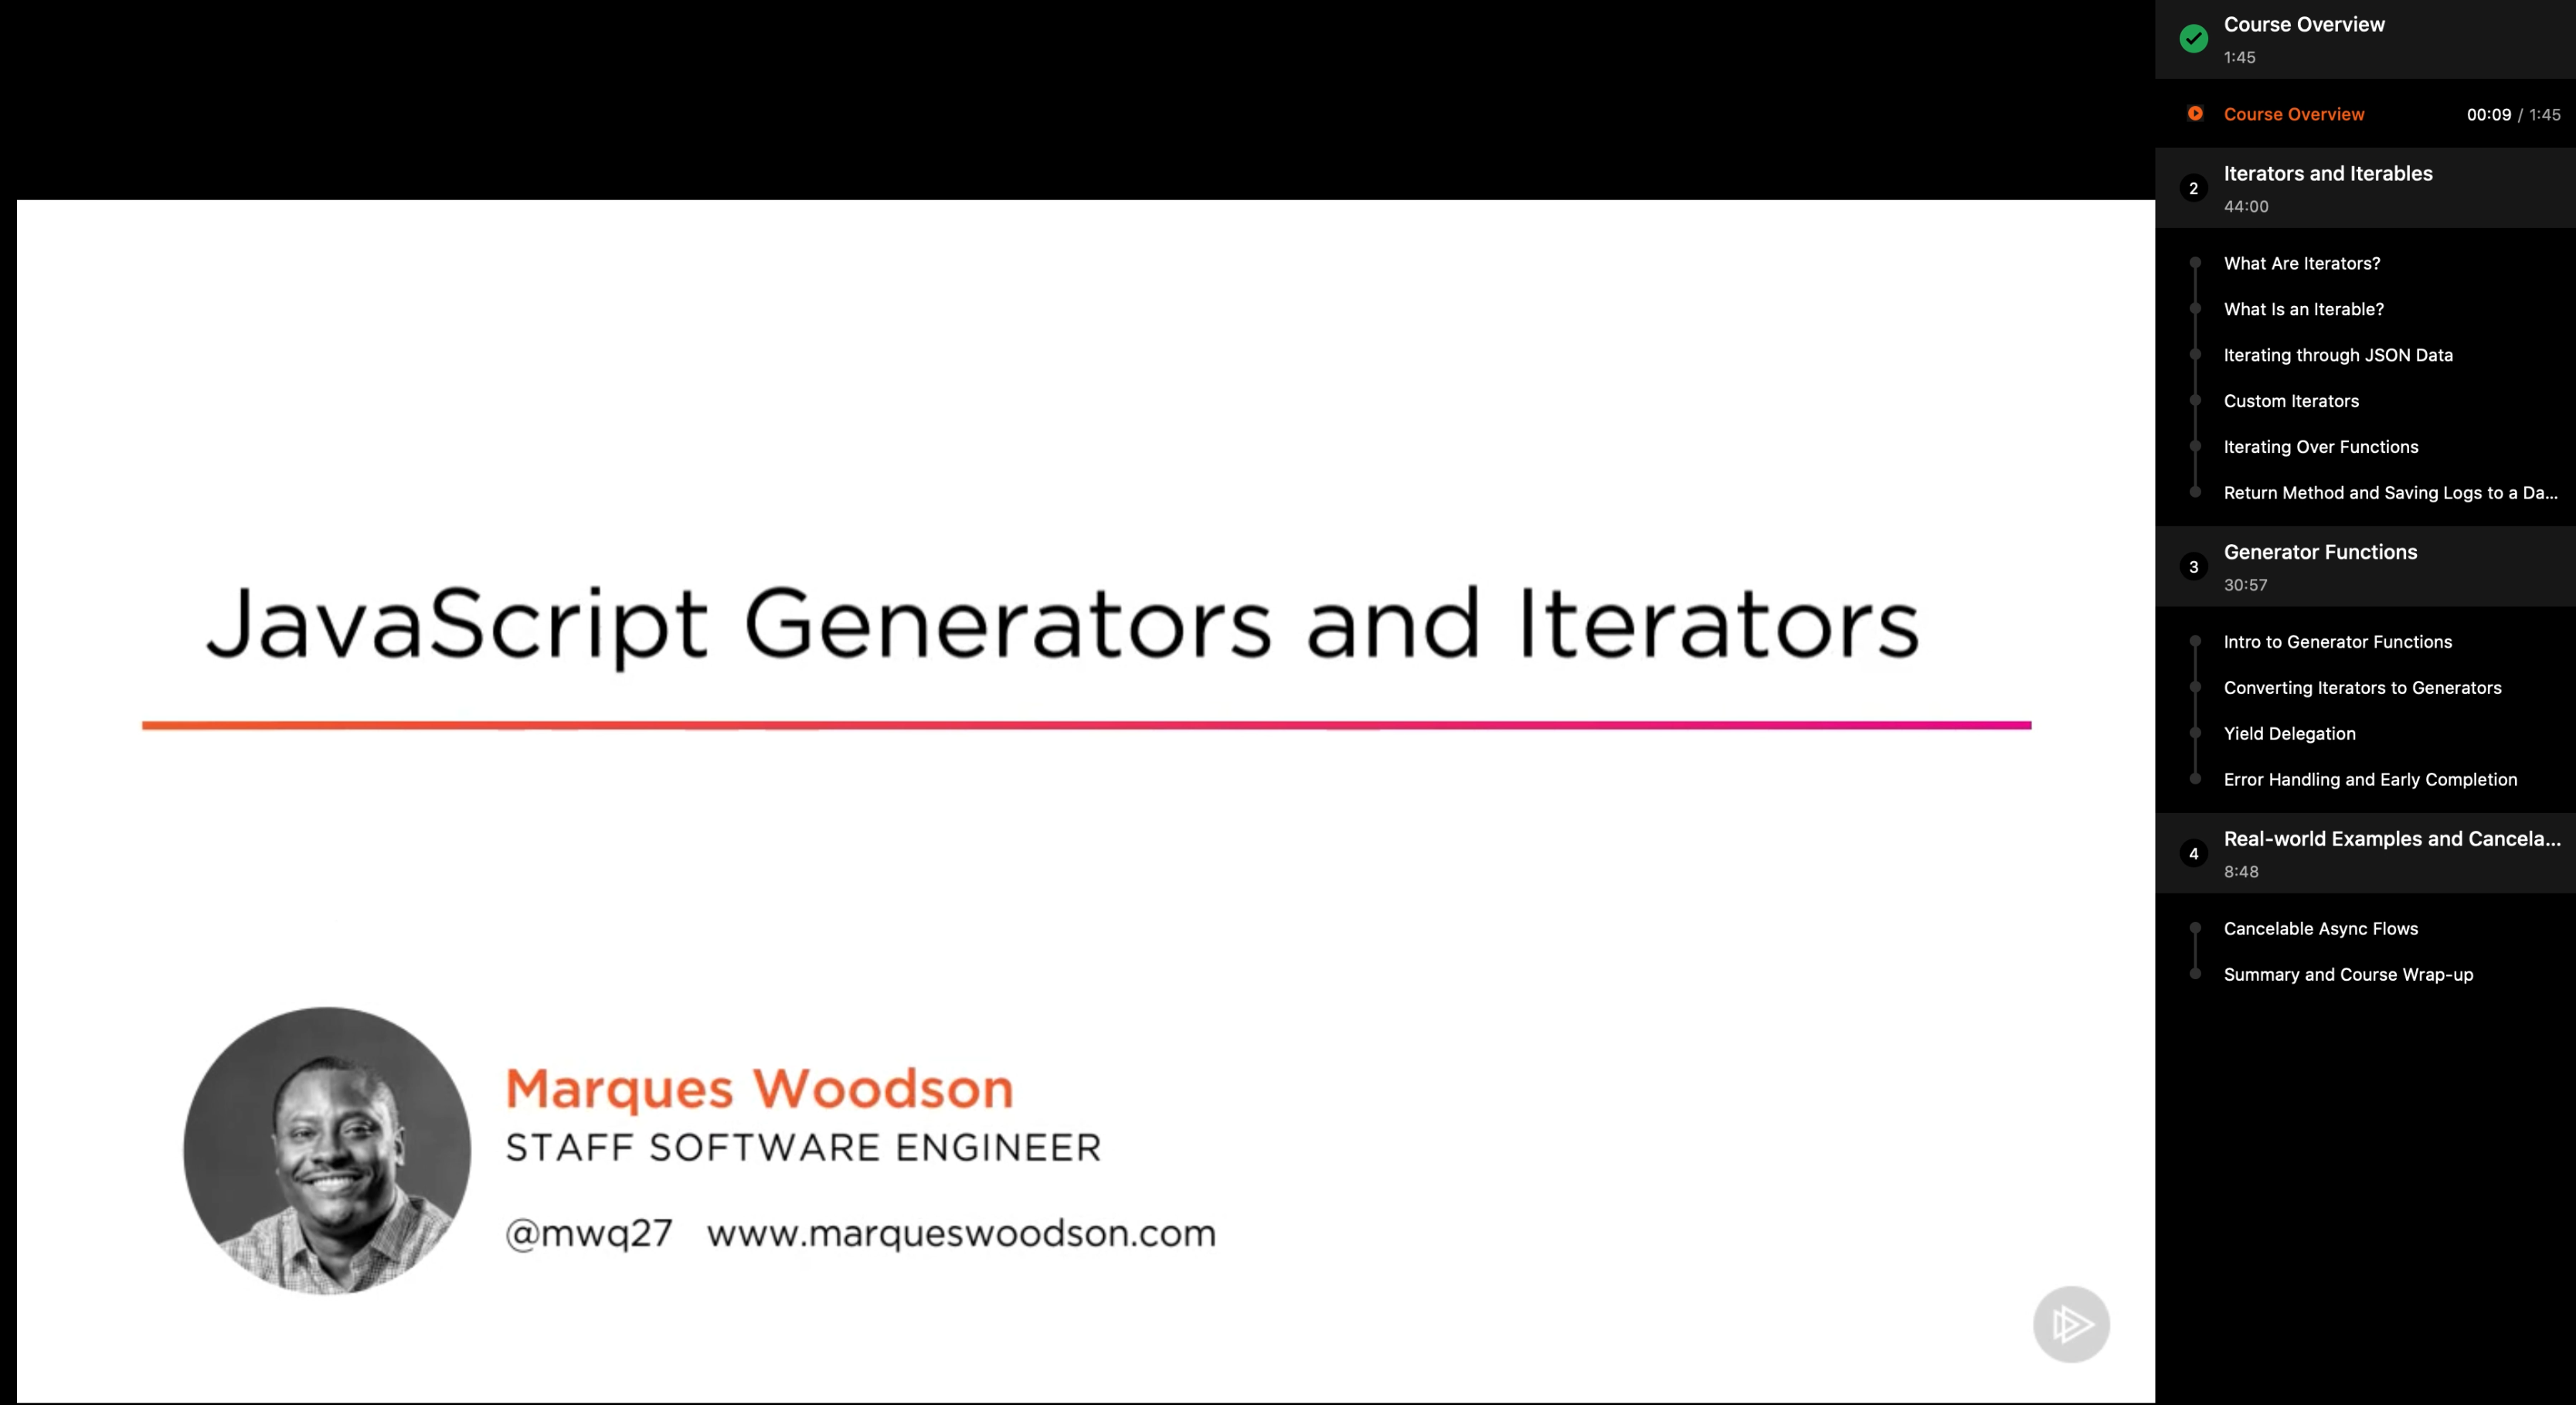 JavaScript Generators and Iterators
Marques Woodson
STAFF SOFTWARE ENGINEER
@mwq27 www.marqueswoodson.com
Course Overview
1:45
Course Overview 00:09 / 1:45
2
Iterators and Iterables
44:00
What Are Iterators?
What Is an Iterable?
Iterating through JSON Data
Custom Iterators
Iterating Over Functions
Return Method and Saving Logs to a Da...
3
Generator Functions
30:57
Intro to Generator Functions
Converting Iterators to Generators
Yield Delegation
Error Handling and Early Completion
4
Real-world Examples and Cancela...
8:48
Cancelable Async Flows
Summary and Course Wrap-up